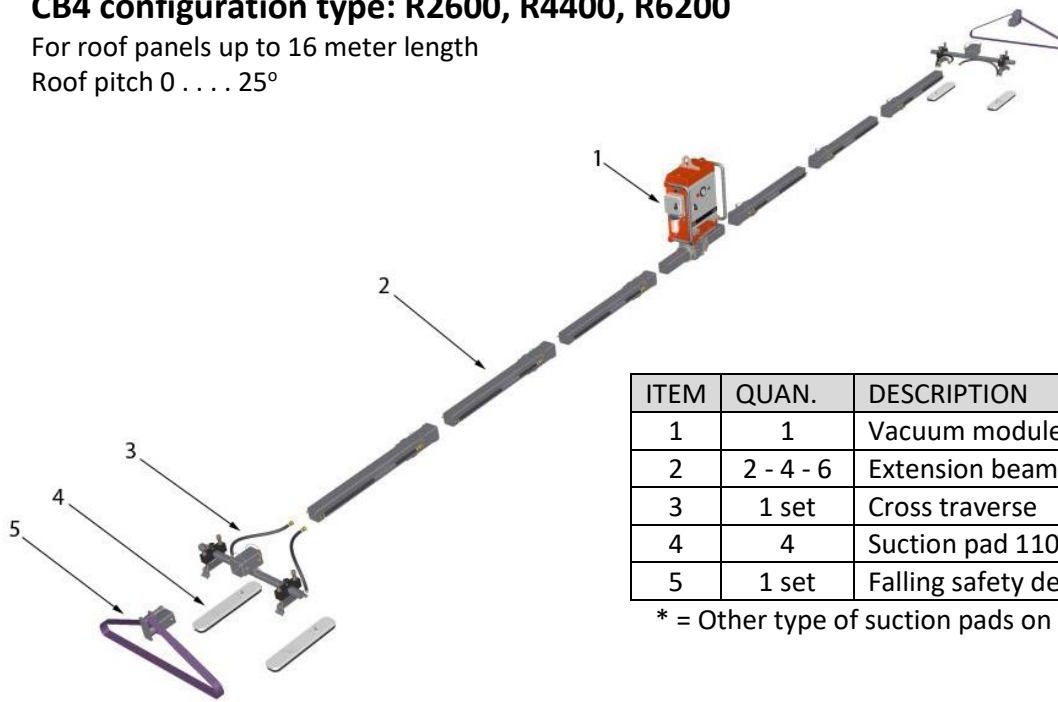 CB4 configuration type: R2600, R4400, R6200
For roof panels up to 16 meter length
Roof pitch 0 . . . . 25º
1
2
3
4
5
ITEM QUAN. DESCRIPTION
1 1 Vacuum module
2 2 - 4 - 6 Extension beam
3 1 set Cross traverse
4 4 Suction pad 110
5 1 set Falling safety de
* = Other type of suction pads on